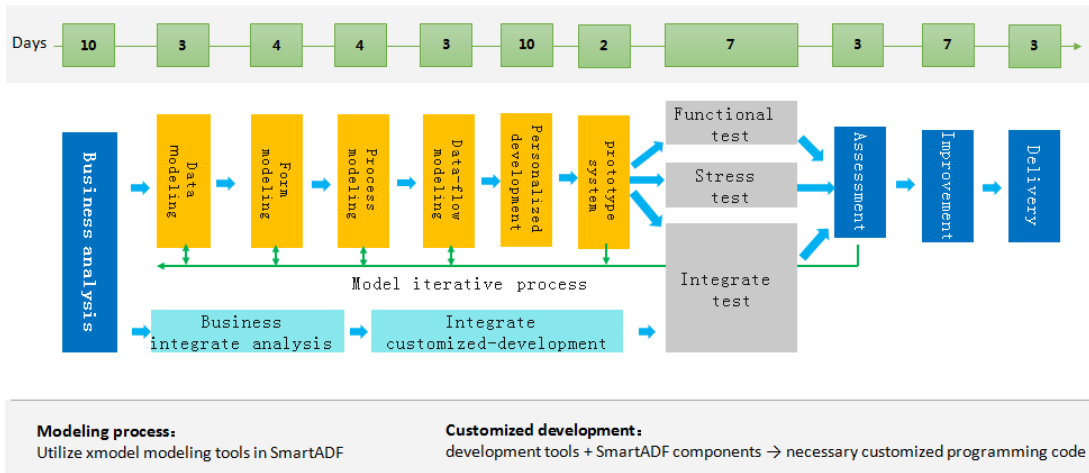 Days 10 3 4 4 3 10 2 7 3 7 3
Business analysis
Data
modeling
Form
modeling
Process
modeling
Data-flow
modeling
Personalized
development
prototype
system
Functional
test
Stress
test
Integrate
test
Assessment
Improvement
Delivery
Model iterative process
Business
integrate analysis
Integrate
customized-development
Modeling process:
Utilize xmodel modeling tools in SmartADF
Customized development:
development tools + SmartADF components → necessary customized programming code